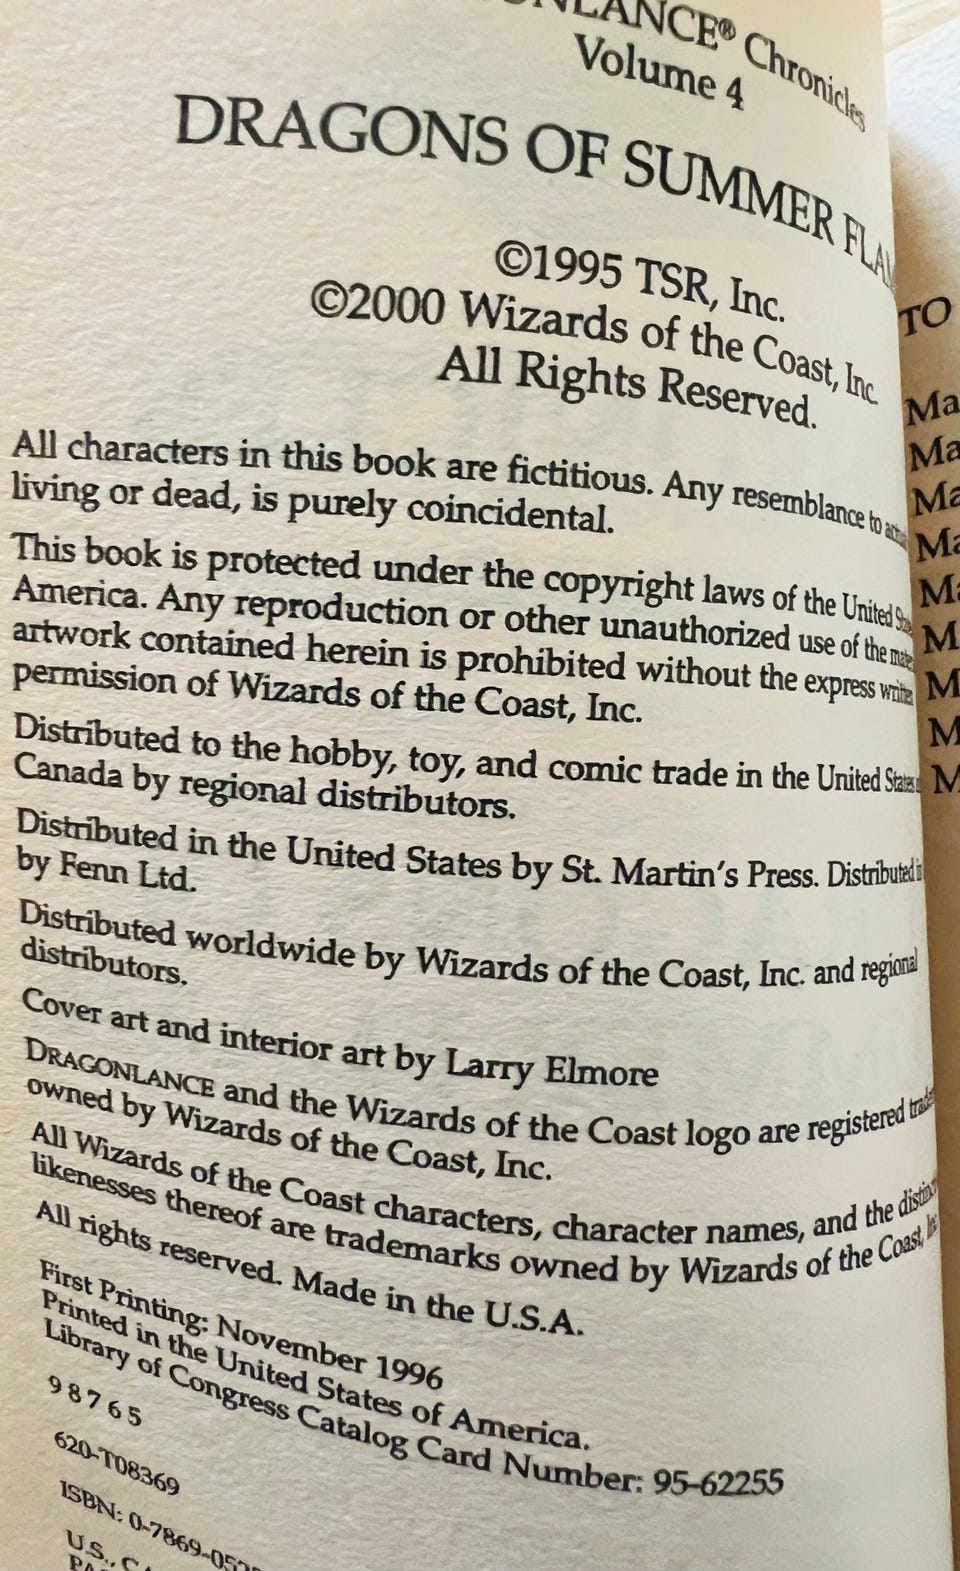 Chronicles
Volume 4
DRAGONS OF SUMMER
©1995 TSR, Inc.
©2000 Wizards of the Coast, Inc.
All Rights Reserved.
All characters in this book are fictitious. Any resemblance to
living or dead, is purely coincidental.
This book is protected under the copyright laws of the United
America. Any reproduction or other unauthorized use of the
artwork contained herein is prohibited without the express written
permission of Wizards of the Coast, Inc.
Distributed to the hobby, toy, and comic trade in the United States
Canada by regional distributors.
Distributed in the United States by St. Martin's Press. Distributed in
by Fenn Ltd.
Distributed worldwide by Wizards of the Coast, Inc. and regional
distributors.
Cover art and interior art by Larry Elmore
DRAGONLANCE and the Wizards of the Coast logo are registered
owned by Wizards of the Coast, Inc.
All Wizards of the Coast characters, character names, and the
likenesses thereof are trademarks owned by Wizards of the Coast, Inc.
All rights reserved. Made in the U.S.A.
First Printing: November 1996
Printed in the United States of America.
Library of Congress Catalog Card Number: 95-62255
9 8 7 6 5
620-T08369
ISBN:
U.S.,
TO